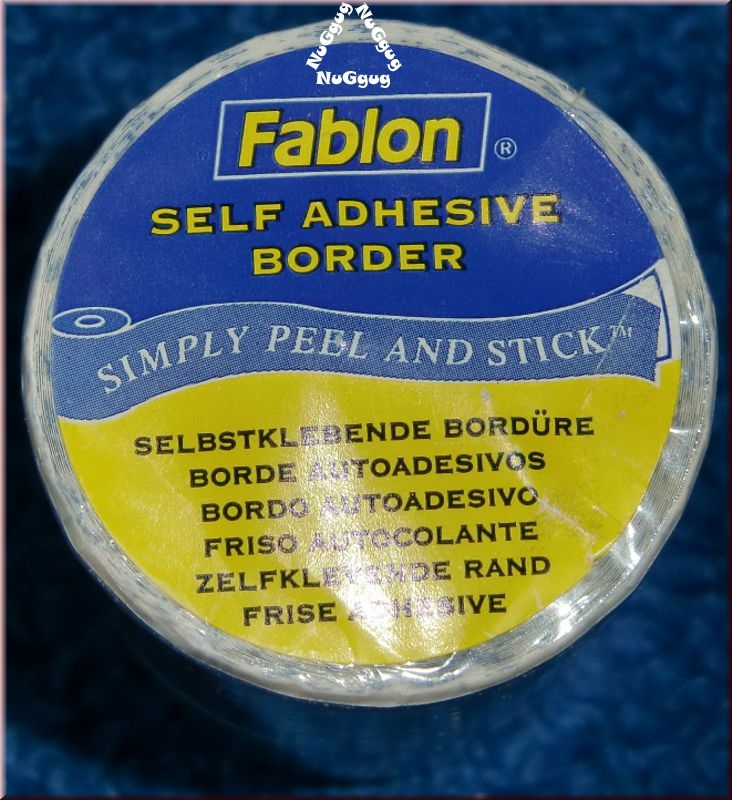 NuGgug
NuGgug
NuGgug
Fablon ®
SELF ADHESIVE
BORDER
SIMPLY PEEL AND STICK™
SELBSTKLEBENDE BORDÜRE
BORDE AUTOADESIVOS
BORDO AUTOADESIVO
FRISO AUTOCOLANTE
ZELFKLEVENDE RAND
FRISE ADHESIVE